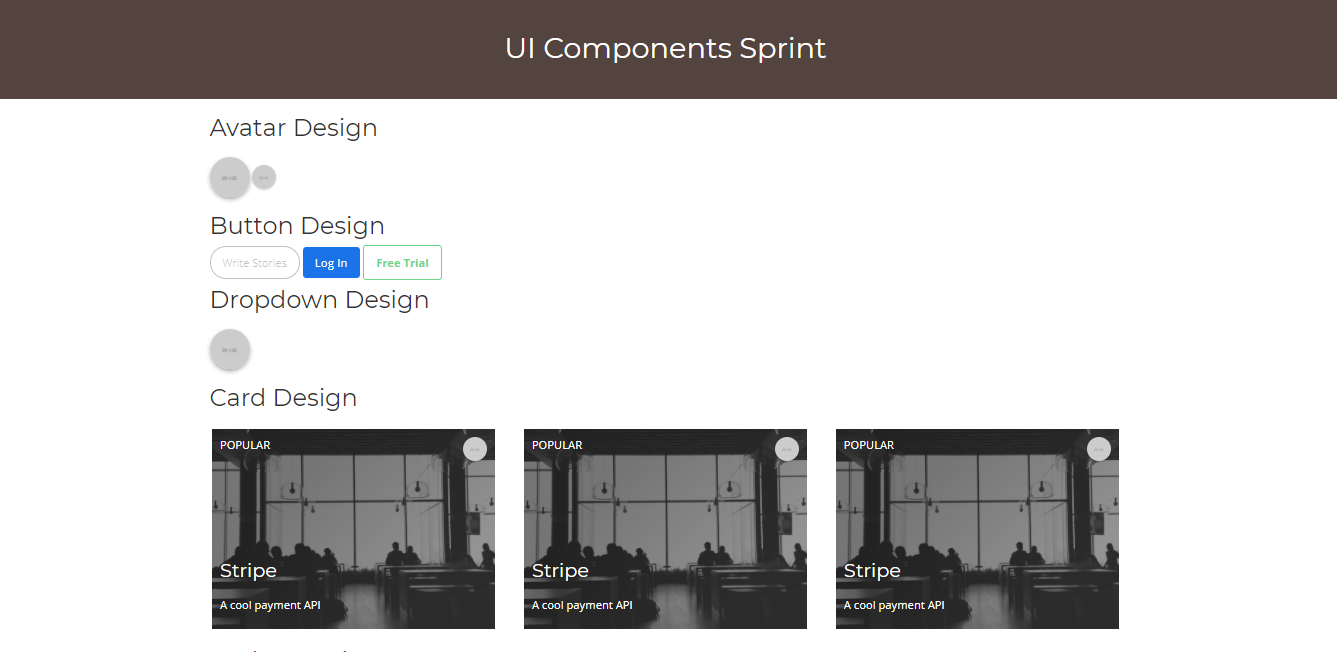 UI Components Sprint
Avatar Design
Button Design
Write Stories Log In Free Trial
Dropdown Design
Card Design
POPULAR POPULAR POPULAR
Stripe Stripe Stripe
A cool payment API A cool payment API A cool payment API